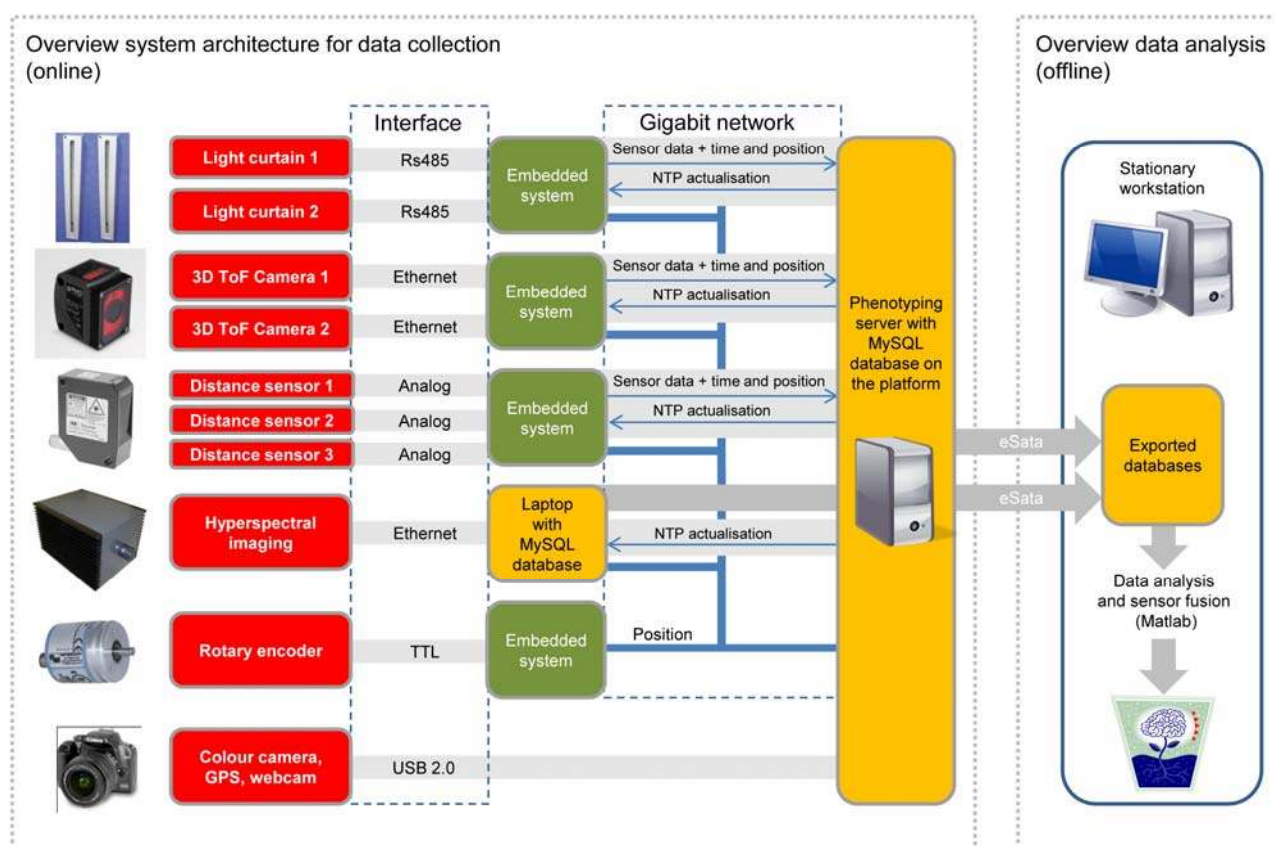 Overview system architecture for data collection
(online)
Overview data analysis
(offline)
Interface
Gigabit network
Light curtain 1
Rs485
Light curtain 2
Rs485
Embedded
system
Sensor data + time and position
NTP actualisation
3D ToF Camera 1
Ethernet
3D ToF Camera 2
Ethernet
Embedded
system
Sensor data + time and position
NTP actualisation
Distance sensor 1
Analog
Distance sensor 2
Analog
Distance sensor 3
Analog
Embedded
system
Sensor data + time and position
NTP actualisation
Hyperspectral
imaging
Ethernet
Laptop
with
MySQL
database
NTP actualisation
Rotary encoder
TTL
Embedded
system
Position
Colour camera,
GPS, webcam
USB 2.0
Phenotyping
server with
MySQL
database on
the platform
eSata
eSata
Stationary
workstation
Exported
databases
Data analysis
and sensor fusion
(Matlab)